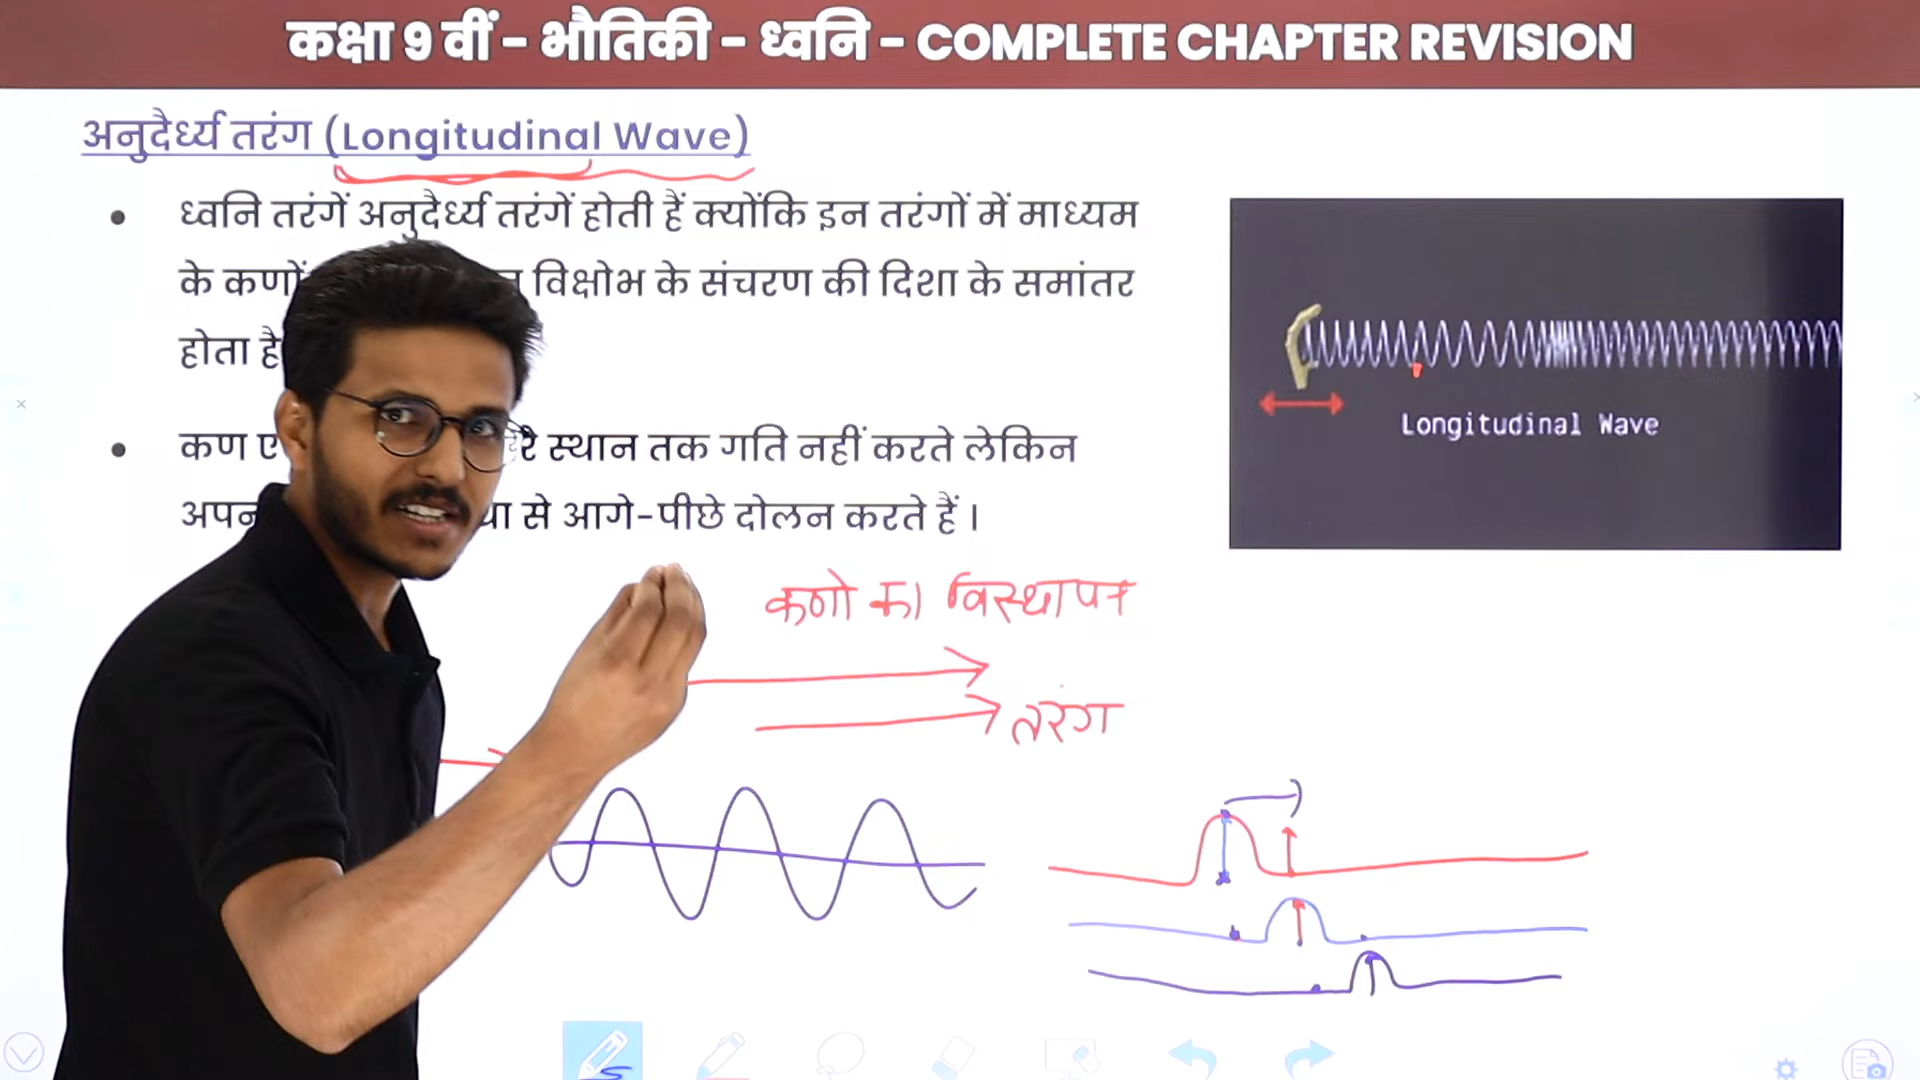 कक्षा 9 वीं - भौतिकी - ध्वनि - COMPLETE CHAPTER REVISION
अनुदैर्ध्य तरंग (Longitudinal Wave)
ध्वनि तरंगें अनुदैर्ध्य तरंगें होती हैं क्योंकि इन तरंगों में माध्यम
के कणों विक्षोभ के संचरण की दिशा के समांतर
होता है
Longitudinal Wave
कण स्थान तक गति नहीं करते लेकिन
से आगे-पीछे दोलन करते हैं ।
कणो का विस्थापन
तरंग